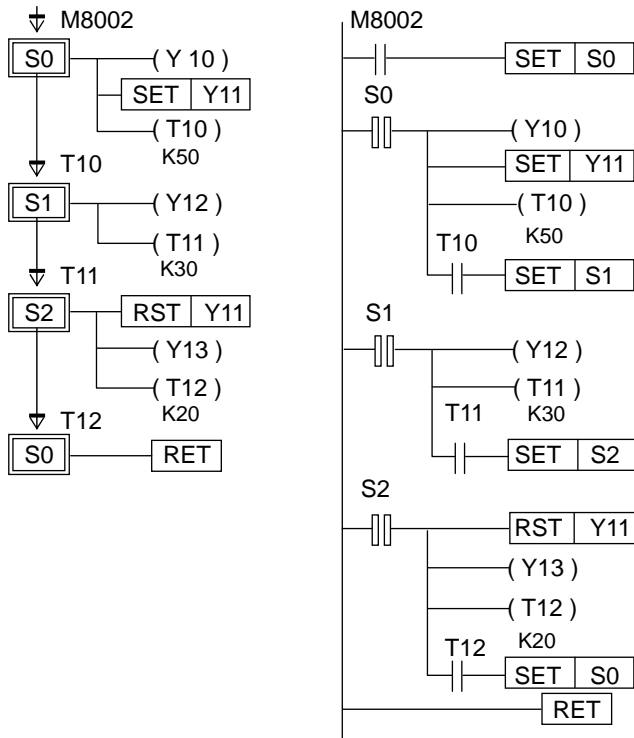 M8002
S0
( Y 10 )
SET Y11
( T10 )
K50
T10
S1
( Y12 )
( T11 )
K30
T11
S2
RST Y11
( Y13 )
( T12 )
K20
T12
S0
RET
M8002
SET S0
S0
( Y10 )
SET Y11
( T10 )
K50
T10
SET S1
S1
( Y12 )
( T11 )
K30
T11
SET S2
S2
RST Y11
( Y13 )
( T12 )
K20
T12
SET S0
RET